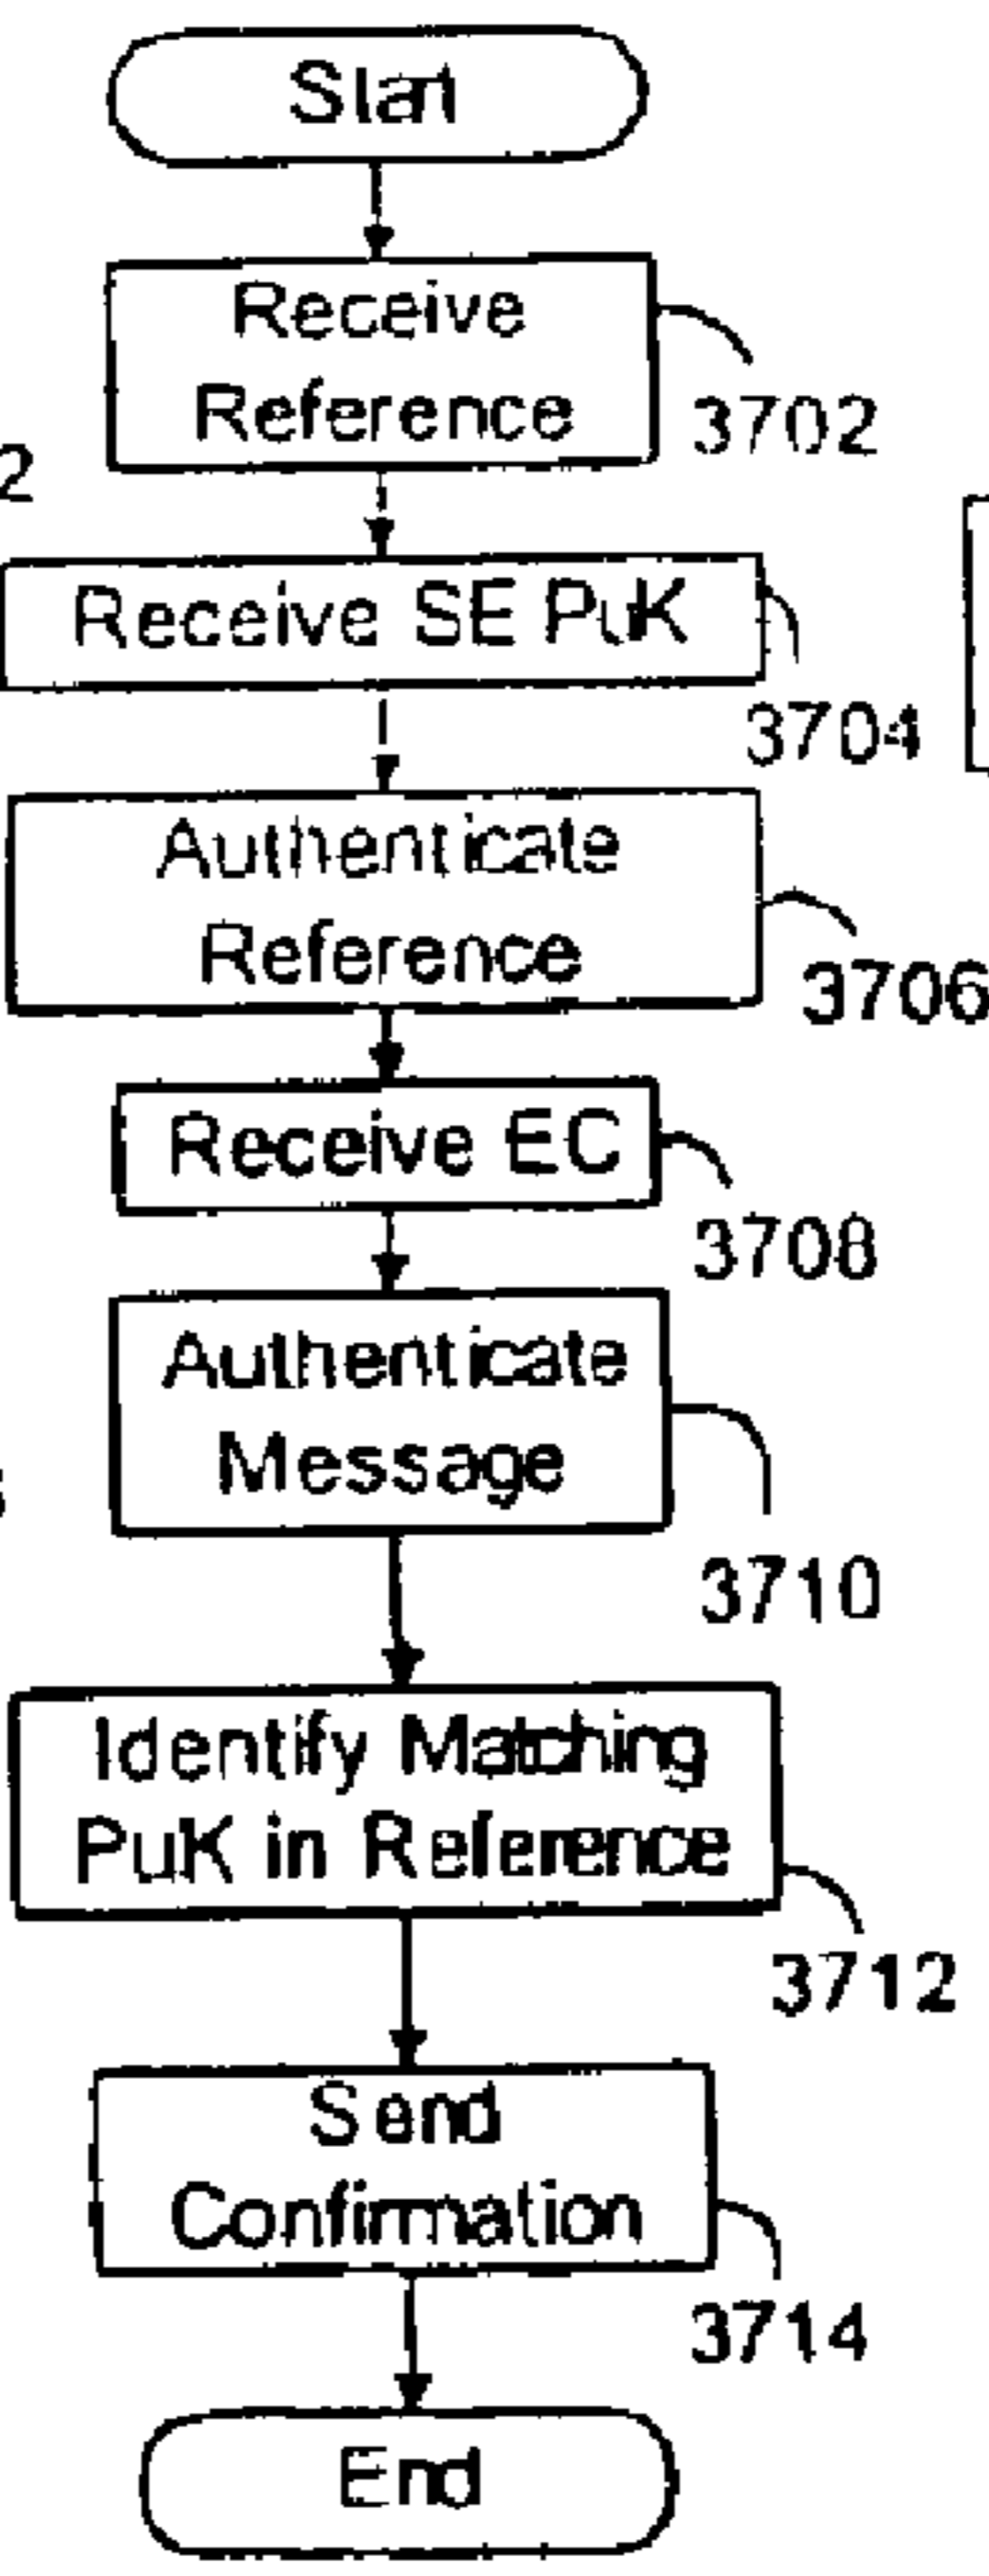 Start
Receive
Reference
3702
2
Receive SE PuK
3704
Authenticate
Reference
3706
Receive EC
3708
Authenticate
Message
3710
Identify Matching
PuK in Reference
3712
Send
Confirmation
3714
End